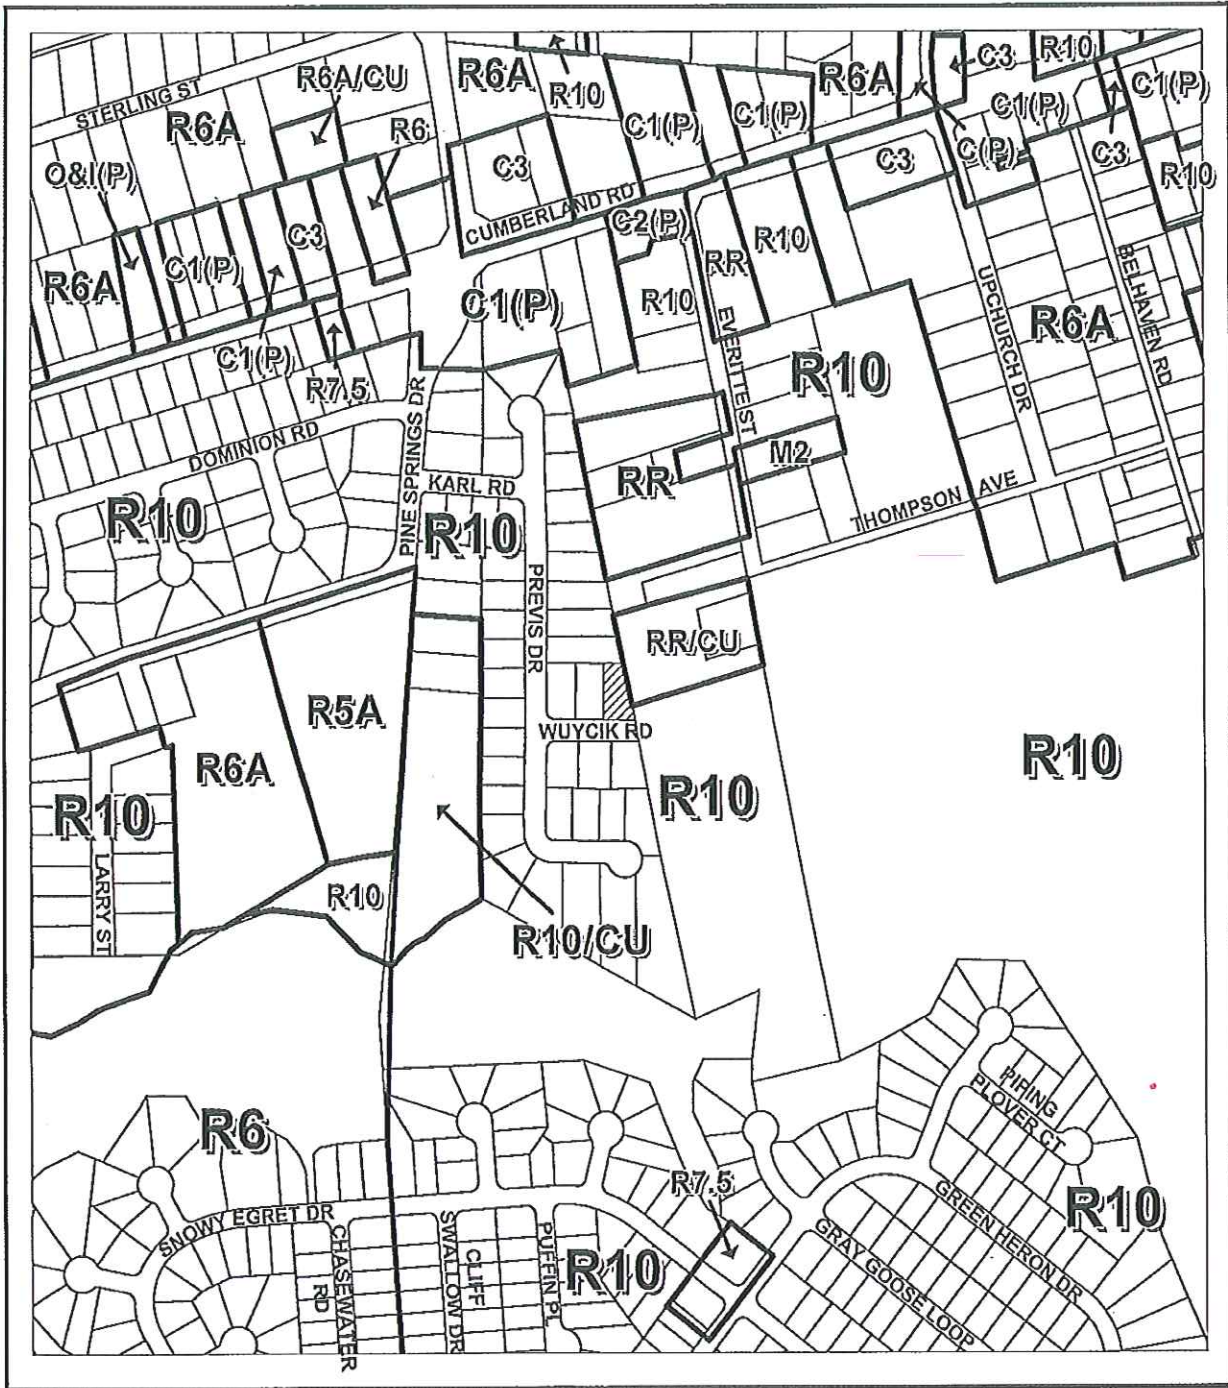 STERLING ST
R6A/CU
R6A
R10
R6A
C3
R10
R6A
R6
C1(P)
C1(P)
C1(P)
C1(P)
O&I(P)
C3
C3
C(P)
C3
R10
CUMBERLAND RD
C2(P)
R10
C3
C1(P)
R6A
RR
R10
C1(P)
R10
EVERITTE ST
UPCHURCH DR
BELHAVEN RD
R6A
C1(P)
R7.5
R10
PINE SPRINGS DR
DOMINION RD
M2
RR
KARL RD
THOMPSON AVE
R10
R10
PREVIS DR
RR/CU
R5A
WUYCIK RD
R6A
R10
R10
R10
LARRY ST
R10
R10/CU
PIPING
PLOVER CT
R6
R7.5
GREEN HERON DR
R10
SNOWY EGRET DR
CHASEWATER
RD
SWALLOW DR
CLIFF
PUFFIN PL
R10
GRAY GOOSE LOOP